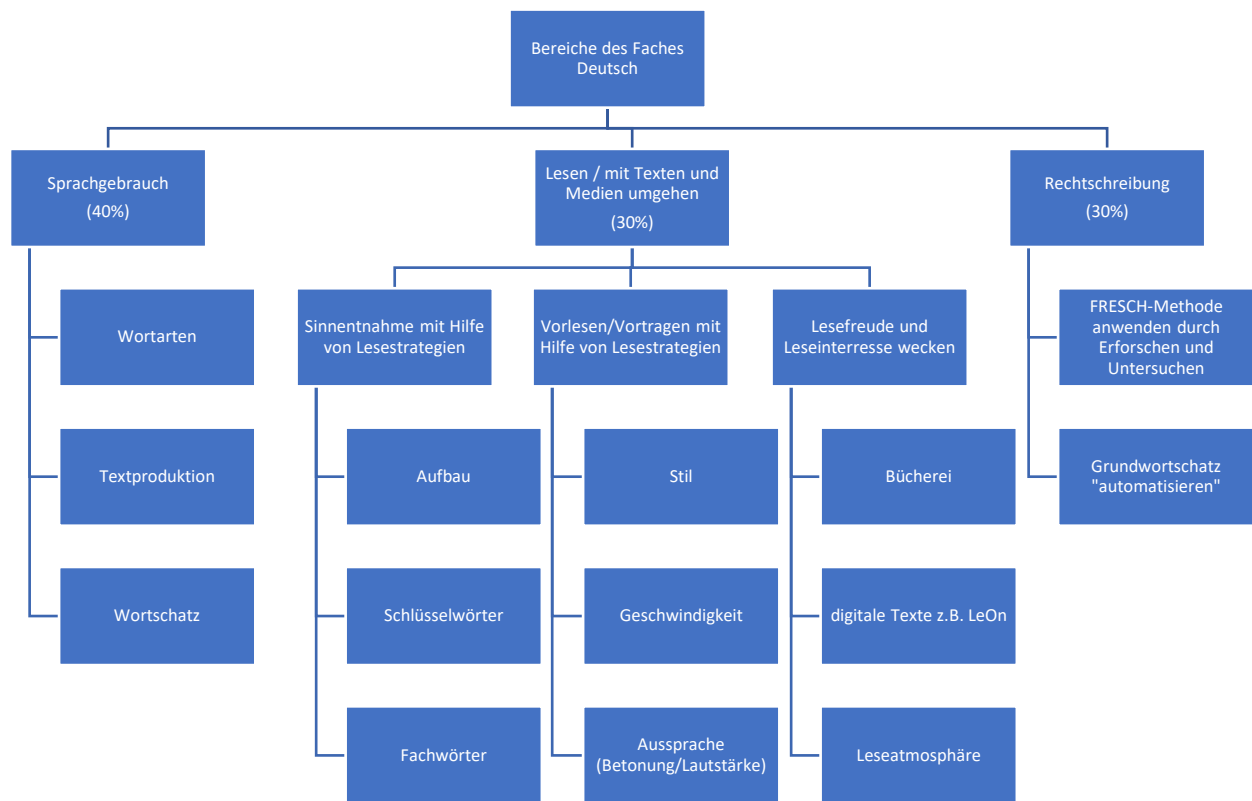 Bereiche des Faches
Deutsch
Sprachgebrauch
(40%)
Wortarten
Textproduktion
Wortschatz
Lesen / mit Texten und
Medien umgehen
(30%)
Sinnentnahme mit Hilfe
von Lesestrategien
Aufbau
Schlüsselwörter
Fachwörter
Vorlesen/Vortragen mit
Hilfe von Lesestrategien
Stil
Geschwindigkeit
Aussprache
(Betonung/Lautstärke)
Lesefreude und
Leseinterresse wecken
Bücherei
digitale Texte z.B. LeOn
Leseatmosphäre
Rechtschreibung
(30%)
FRESCH-Methode
anwenden durch
Erforschen und
Untersuchen
Grundwortschatz
"automatisieren"